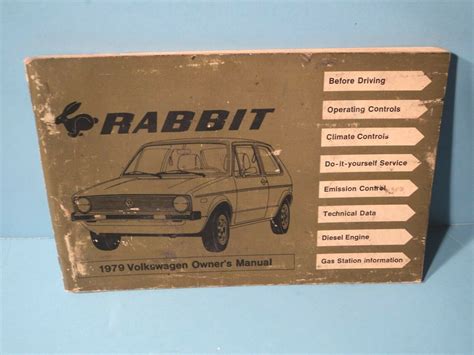 RABBIT
1979 Volkswagen Owner's Manual
Before Driving
Operating Controls
Climate Controls
Do-it-yourself Service
Emission Control
Technical Data
Diesel Engine
Gas Station information